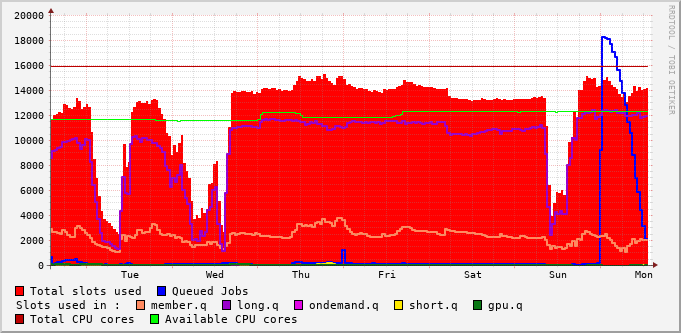 20000
18000
16000
14000
12000
10000
8000
6000
4000
2000
0
Tue Wed Thu Fri Sat Sun Mon
RRDTOOL / TOBI OETIKER
Total slots used Queued Jobs
Slots used in : member.q long.q ondemand.q short.q gpu.q
Total CPU cores Available CPU cores